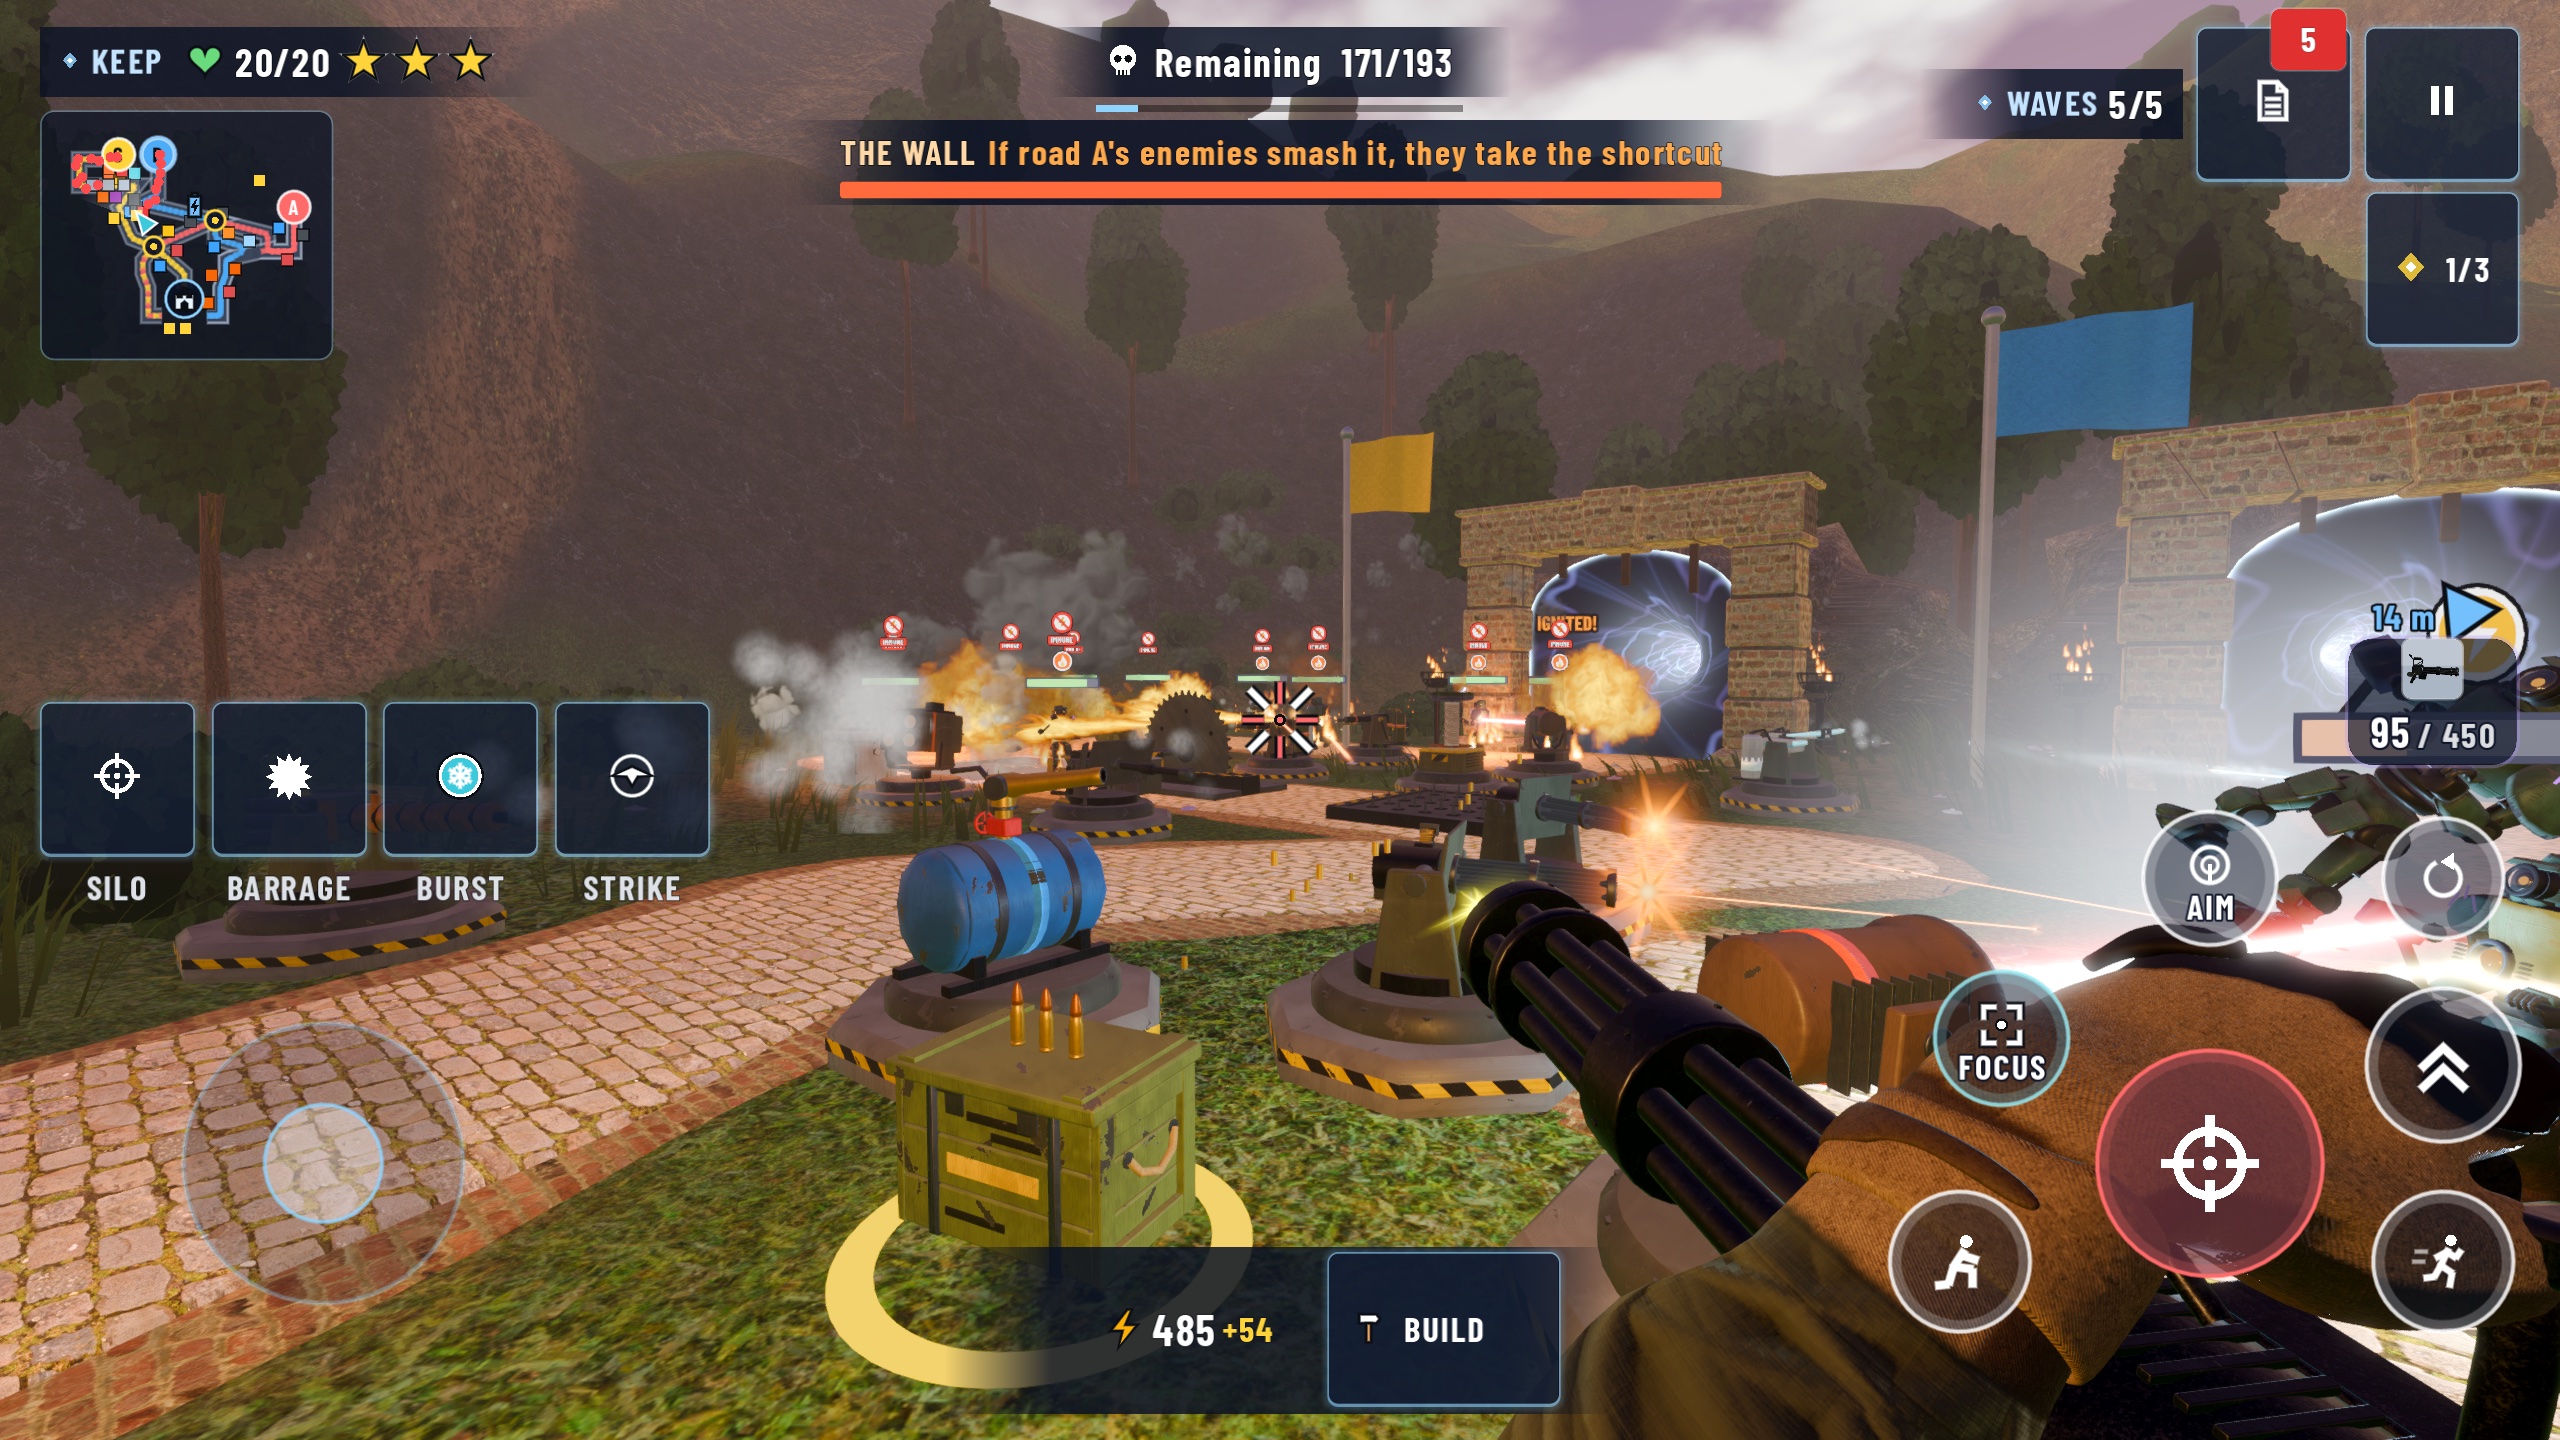 KEEP 20/20
Remaining 171/193
5
WAVES 5/5
THE WALL If road A's enemies smash it, they take the shortcut
A
1/3
IGNITED!
14 m
95 / 450
SILO
BARRAGE
BURST
STRIKE
AIM
FOCUS
485 +54
BUILD